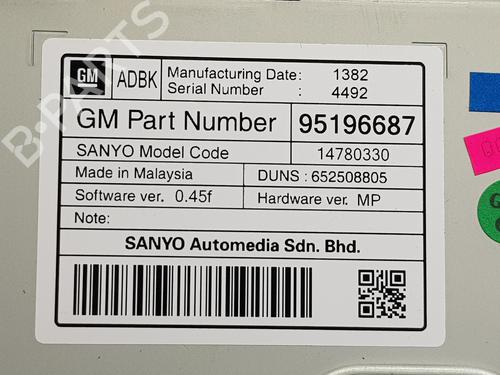 GM ADBK Manufacturing Date: 1382
Serial Number : 4492
GM Part Number 95196687
SANYO Model Code 14780330
Made in Malaysia DUNS : 652508805
Software ver. 0.45f Hardware ver. MP
Note:
SANYO Automedia Sdn. Bhd.
B-PARTS